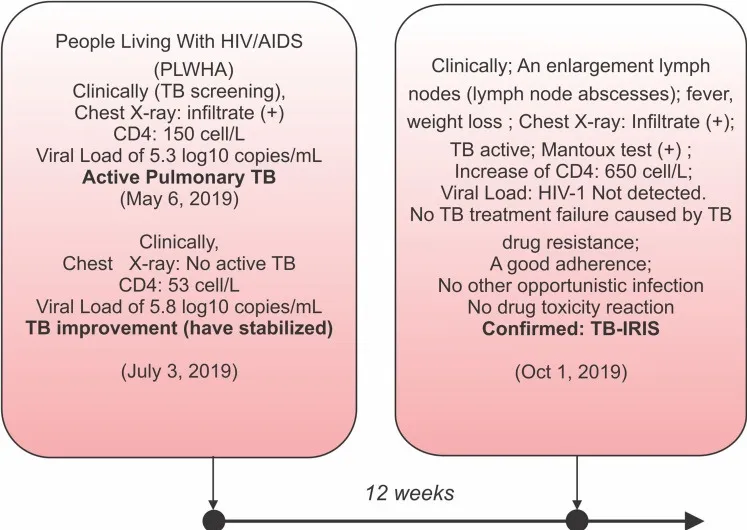 People Living With HIV/AIDS
(PLWHA)
Clinically (TB screening),
Chest X-ray: infiltrate (+)
CD4: 150 cell/L
Viral Load of 5.3 log10 copies/mL
Active Pulmonary TB
(May 6, 2019)
Clinically,
Chest X-ray: No active TB
CD4: 53 cell/L
Viral Load of 5.8 log10 copies/mL
TB improvement (have stabilized)
(July 3, 2019)
Clinically; An enlargement lymph
nodes (lymph node abscesses); fever,
weight loss ; Chest X-ray: Infiltrate (+);
TB active; Mantoux test (+) ;
Increase of CD4: 650 cell/L;
Viral Load: HIV-1 Not detected.
No TB treatment failure caused by TB
drug resistance;
A good adherence;
No other opportunistic infection
No drug toxicity reaction
Confirmed: TB-IRIS
(Oct 1, 2019)
12 weeks